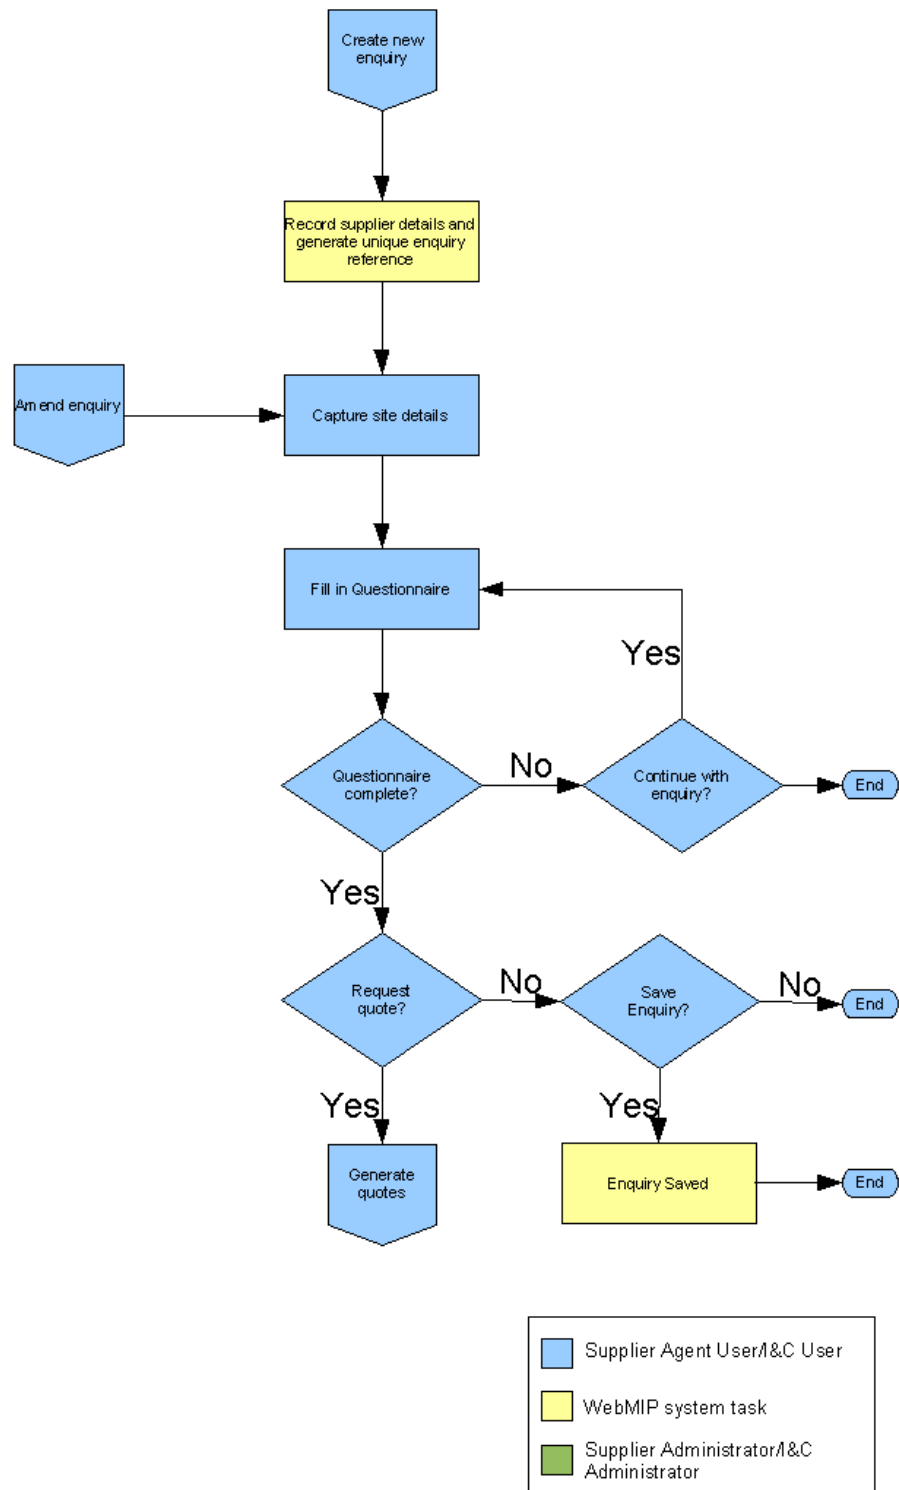 Create new
enquiry
Record supplier details and
generate unique enquiry
reference
Amend enquiry
Capture site details
Fill in Questionnaire
Yes
Questionnaire
complete?
No
Continue with
enquiry?
End
Yes
Request
quote?
No
Save
Enquiry?
No
End
Yes
Yes
Generate
quotes
Enquiry Saved
End
Supplier Agent User/I&C User
WebMIP system task
Supplier Administrator/I&C
Administrator